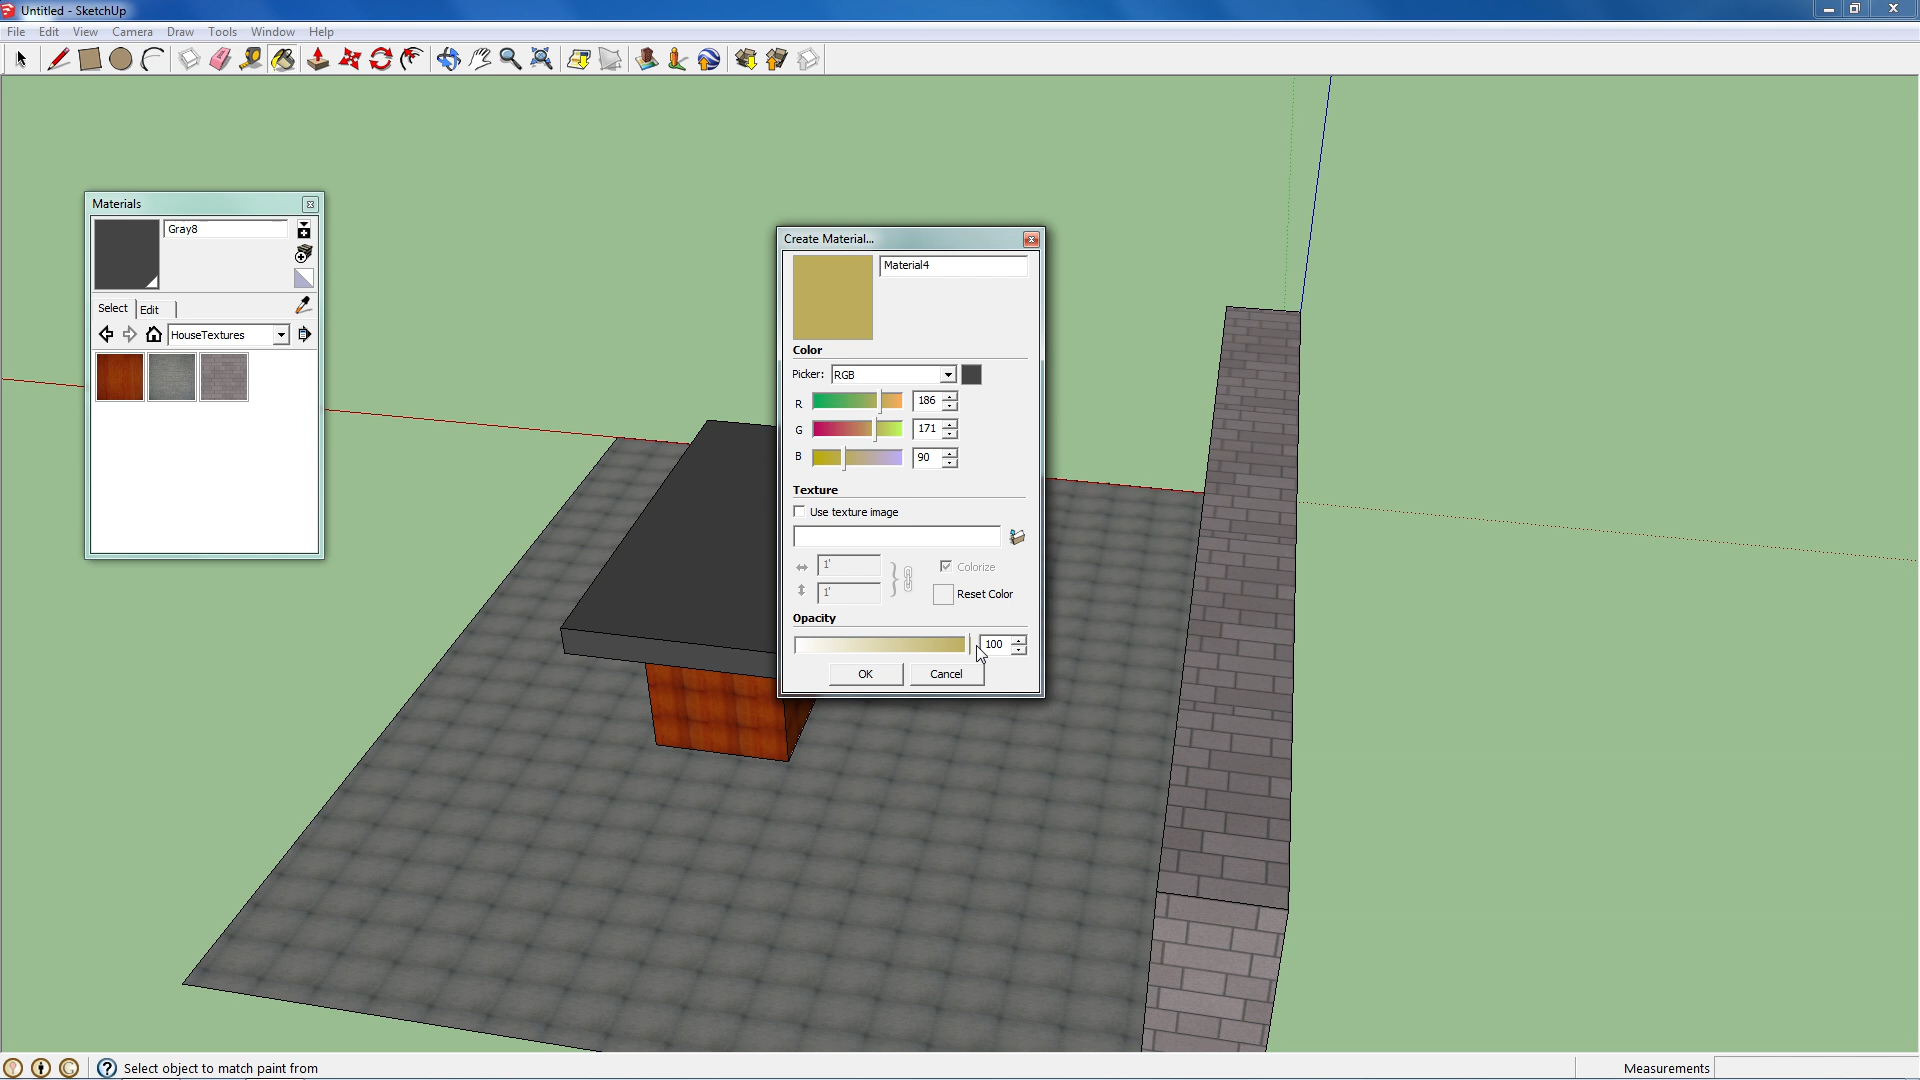 Untitled - SketchUp
File Edit View Camera Draw Tools Window Help
Materials
Gray8
Select Edit
HouseTextures
Create Material...
Material4
Color
Picker: RGB
R 186
G 171
B 90
Texture
Use texture image
1'
Colorize
1'
Reset Color
Opacity
100
OK Cancel
Select object to match paint from
Measurements